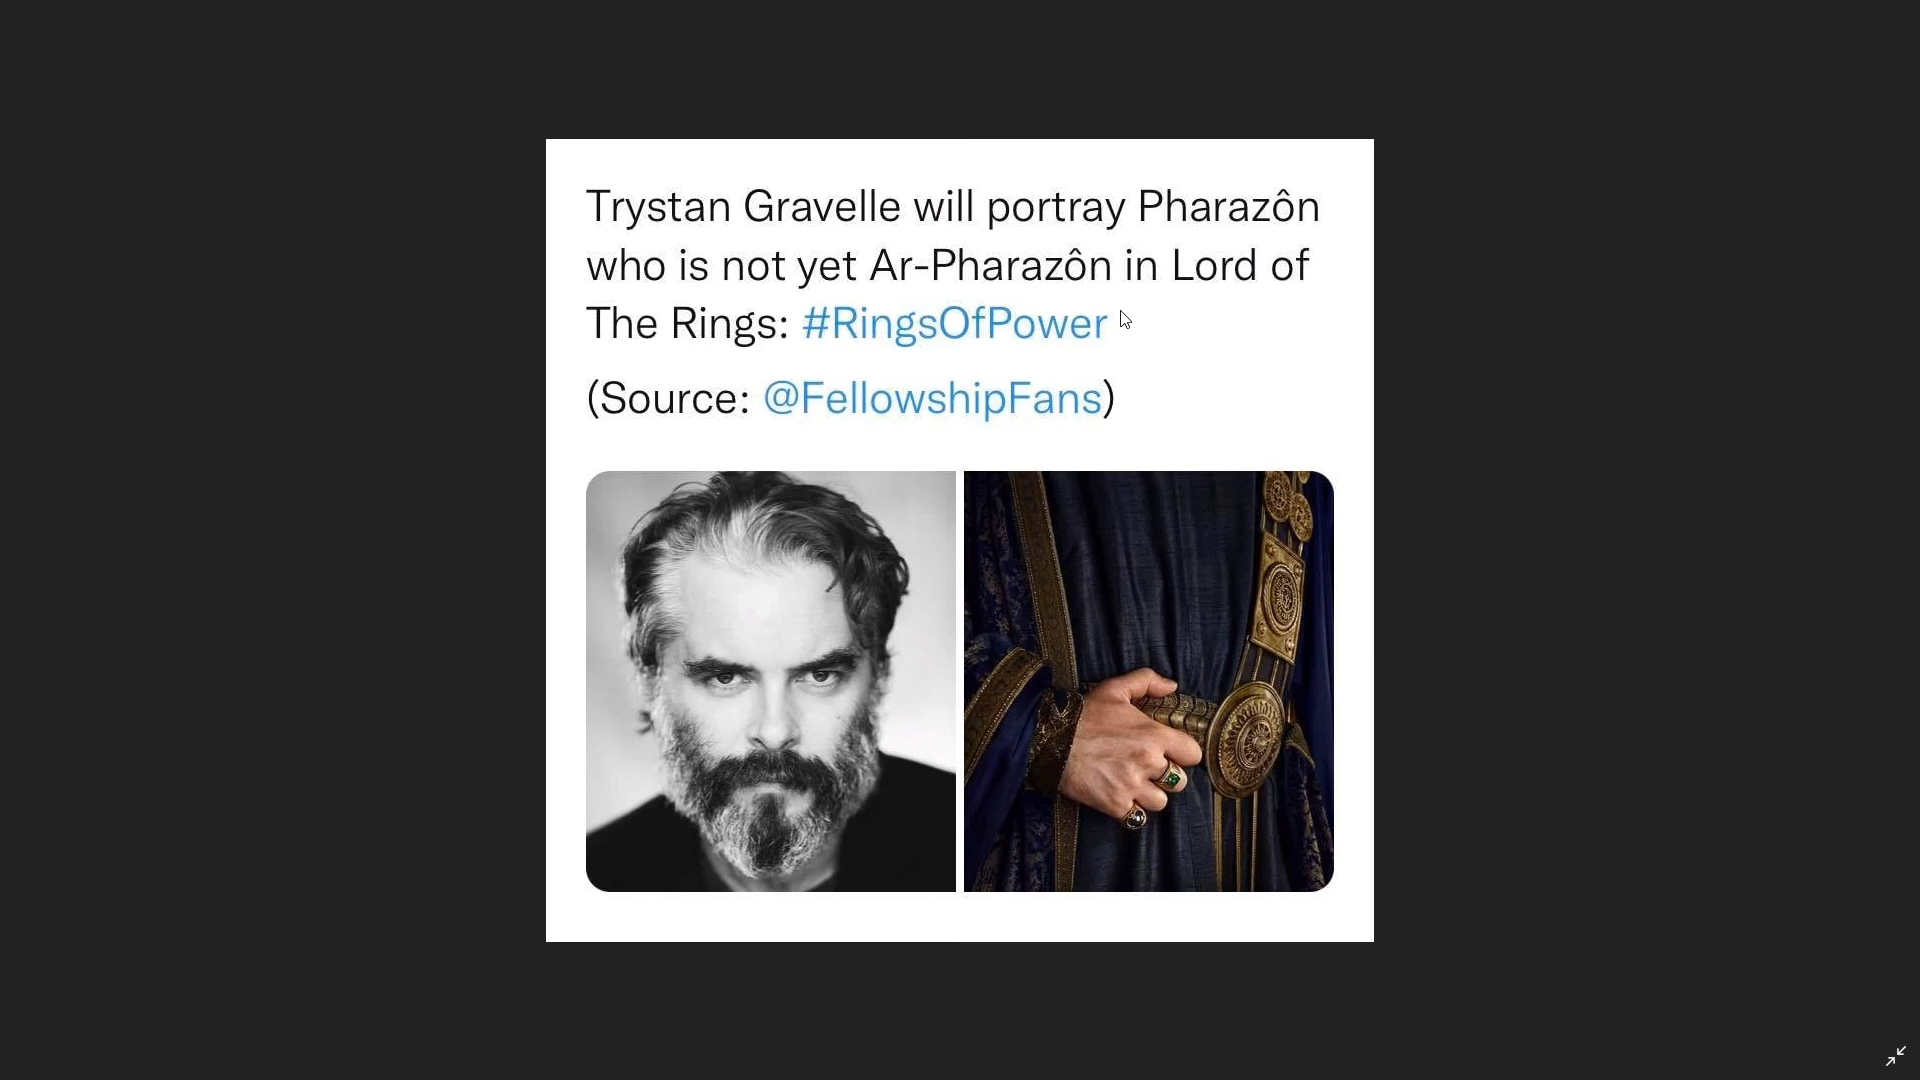 Trystan Gravelle will portray Pharazôn
who is not yet Ar-Pharazôn in Lord of
The Rings: #RingsOfPower
(Source: @FellowshipFans)